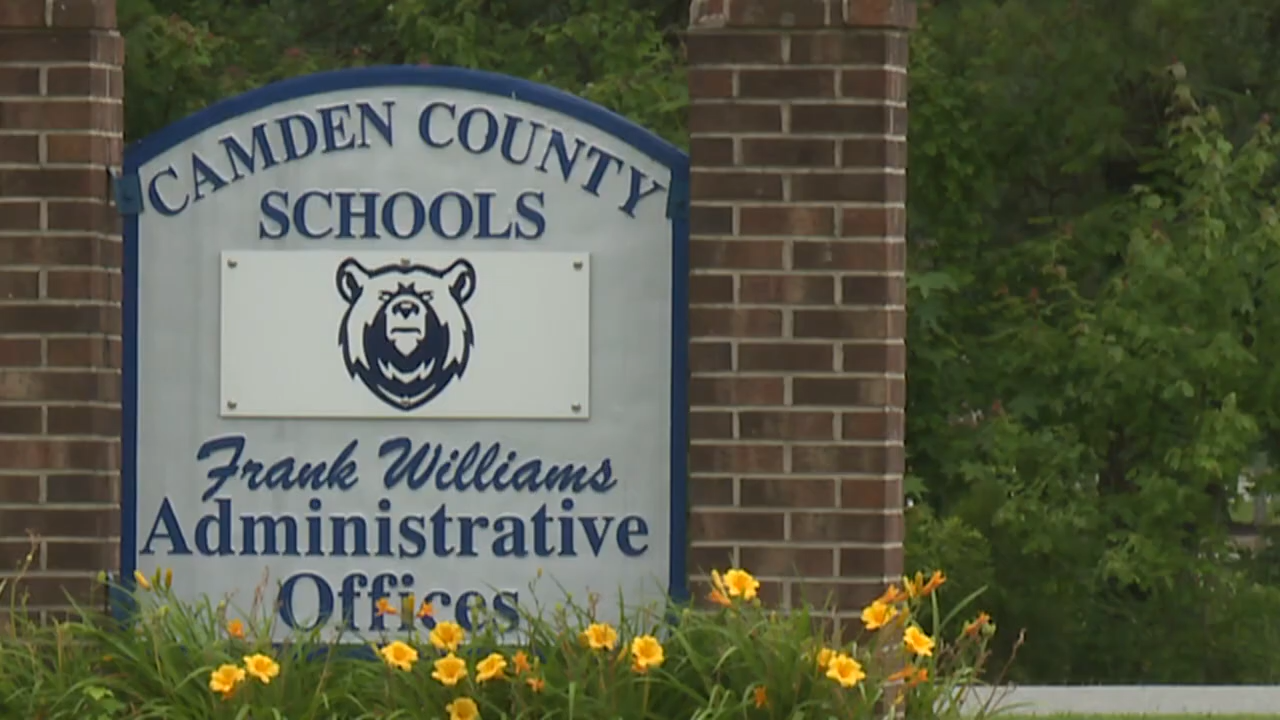 CAMDEN COUNTY
SCHOOLS
Frank Williams
Administrative
Offices